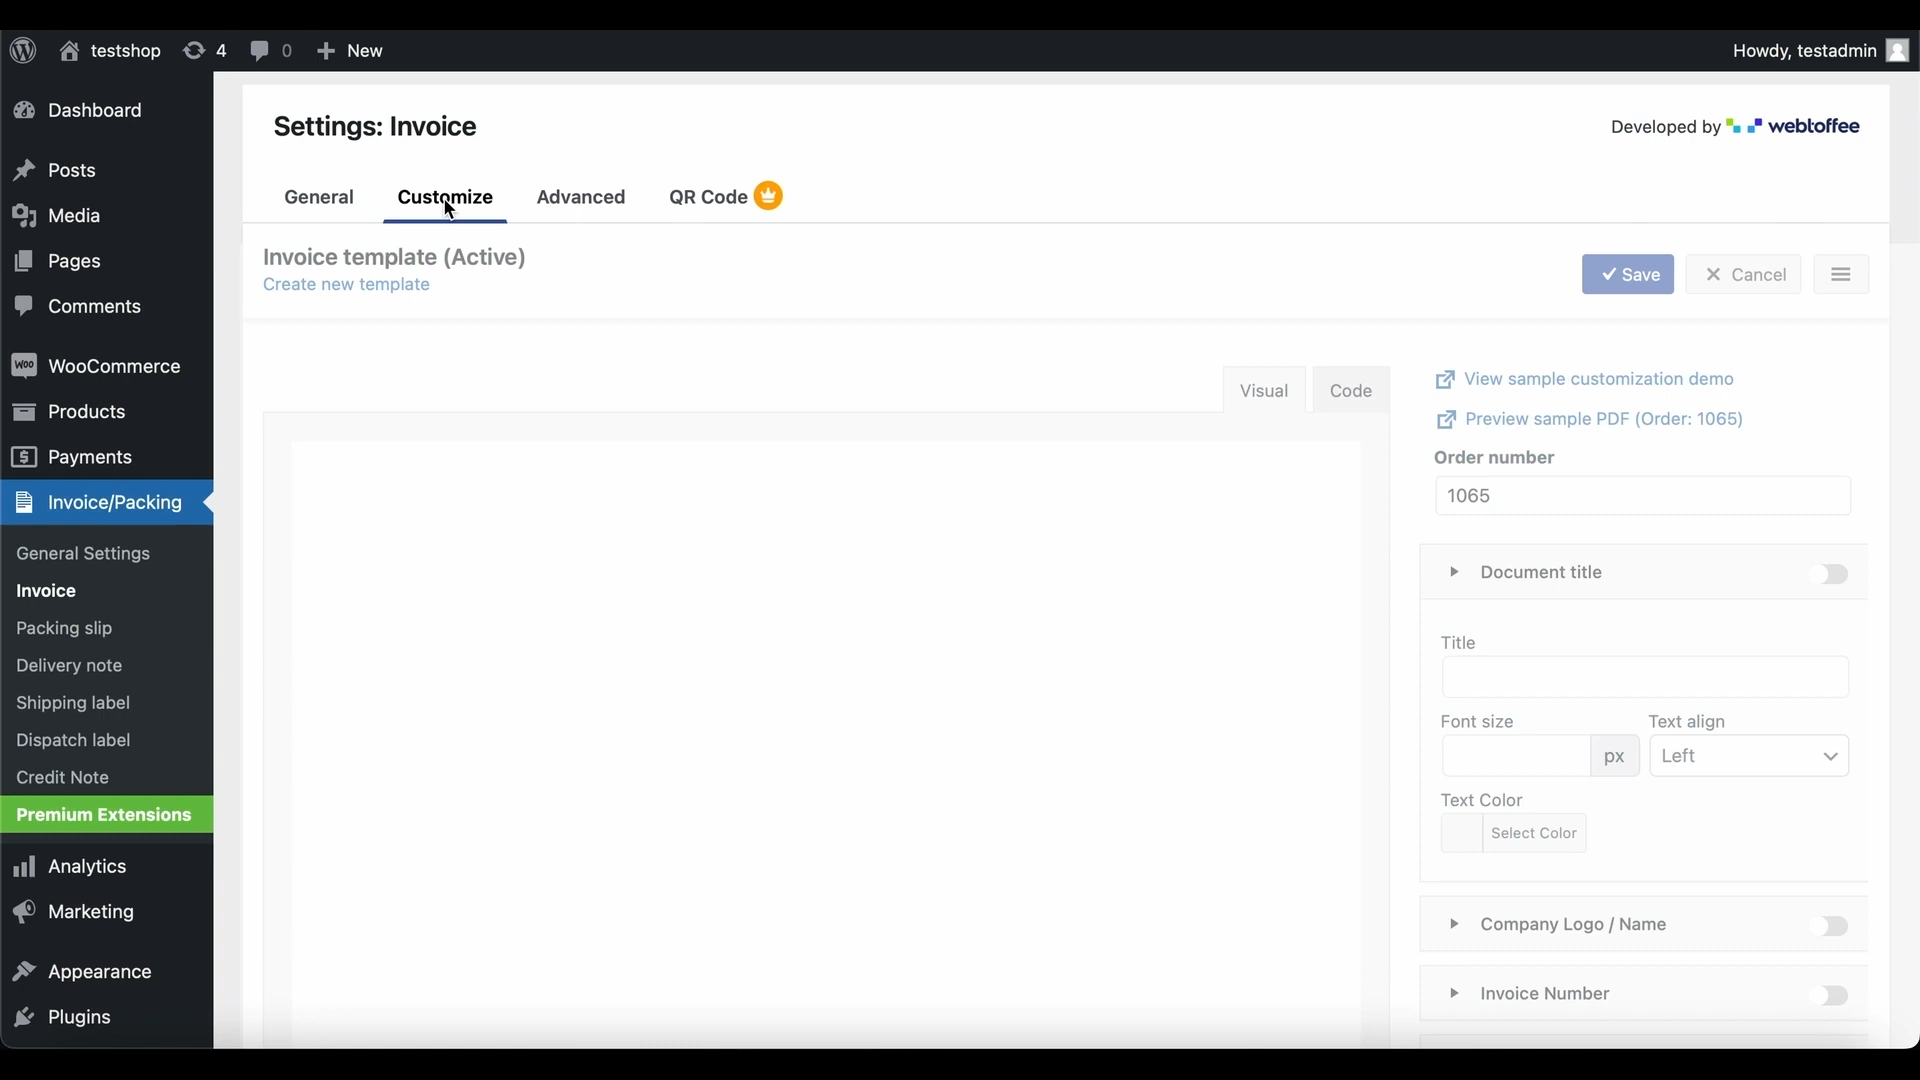 testshop 4 0 New Howdy, testadmin
Dashboard
Posts
Media
Pages
Comments
WOO WooCommerce
Products
Payments
Invoice/Packing
General Settings
Invoice
Packing slip
Delivery note
Shipping label
Dispatch label
Credit Note
Premium Extensions
Analytics
Marketing
Appearance
Plugins
Settings: Invoice
Developed by webtoffee
General Customize Advanced QR Code
Invoice template (Active)
Create new template
Save Cancel
Visual Code
View sample customization demo
Preview sample PDF (Order: 1065)
Order number
1065
Document title
Title
Font size Text align
px Left
Text Color
Select Color
Company Logo / Name
Invoice Number